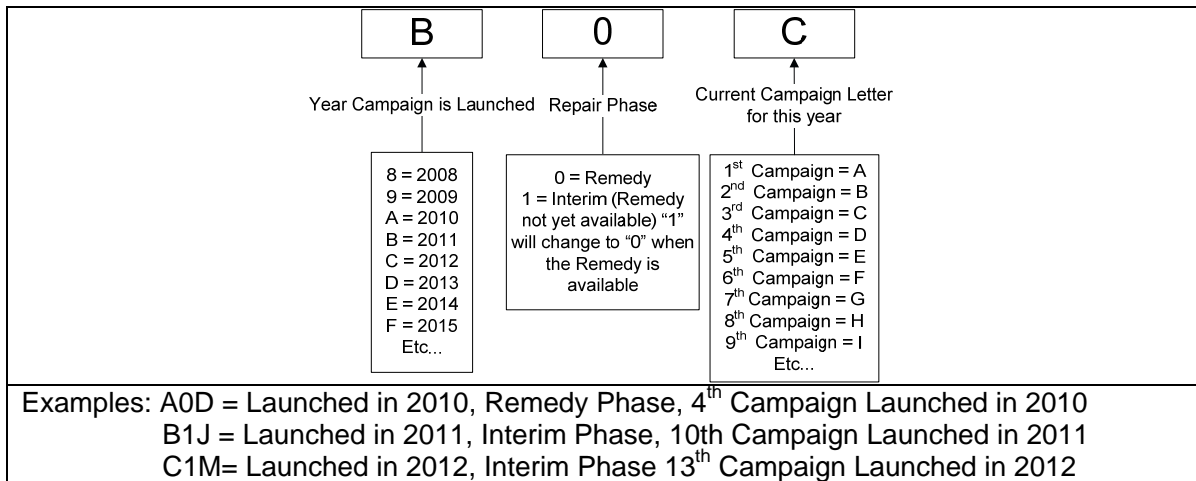 B 0 C
Year Campaign is Launched
Repair Phase
Current Campaign Letter
for this year
8 = 2008
9 = 2009
A = 2010
B = 2011
C = 2012
D = 2013
E = 2014
F = 2015
Etc...
0 = Remedy
1 = Interim (Remedy
not yet available) “1”
will change to “0” when
the Remedy is
available
1st Campaign = A
2nd Campaign = B
3rd Campaign = C
4th Campaign = D
5th Campaign = E
6th Campaign = F
7th Campaign = G
8th Campaign = H
9th Campaign = I
Etc...
Examples: A0D = Launched in 2010, Remedy Phase, 4th Campaign Launched in 2010
B1J = Launched in 2011, Interim Phase, 10th Campaign Launched in 2011
C1M= Launched in 2012, Interim Phase 13th Campaign Launched in 2012